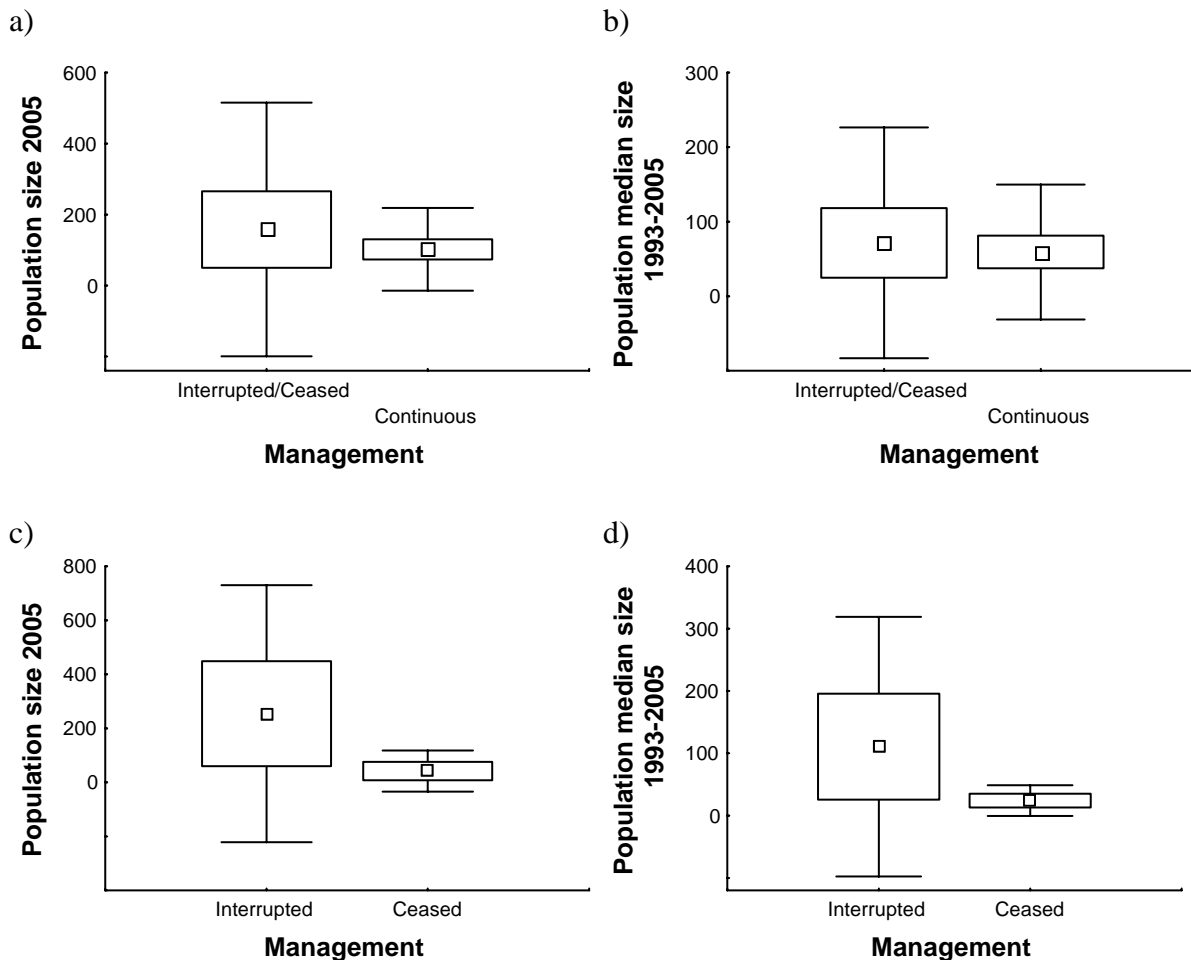 a)
Population size 2005
600
400
200
0
Interrupted/Ceased
Continuous
Management
b)
Population median size
1993-2005
300
200
100
0
Interrupted/Ceased
Continuous
Management
c)
Population size 2005
800
600
400
200
0
Interrupted
Ceased
Management
d)
Population median size
1993-2005
400
300
200
100
0
Interrupted
Ceased
Management